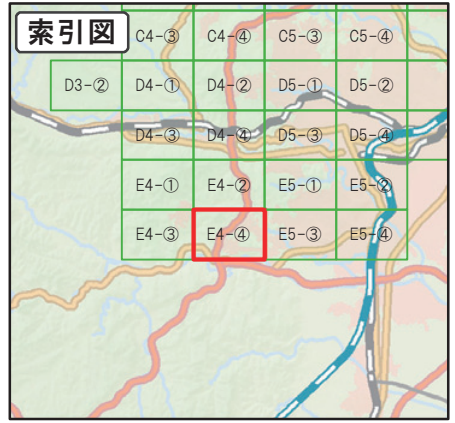 索引図
C4-③ C4-④ C5-③ C5-④
D3-② D4-① D4-② D5-① D5-②
D4-③ D4-④ D5-③ D5-④
E4-① E4-② E5-① E5-②
E4-③ E4-④ E5-③ E5-④